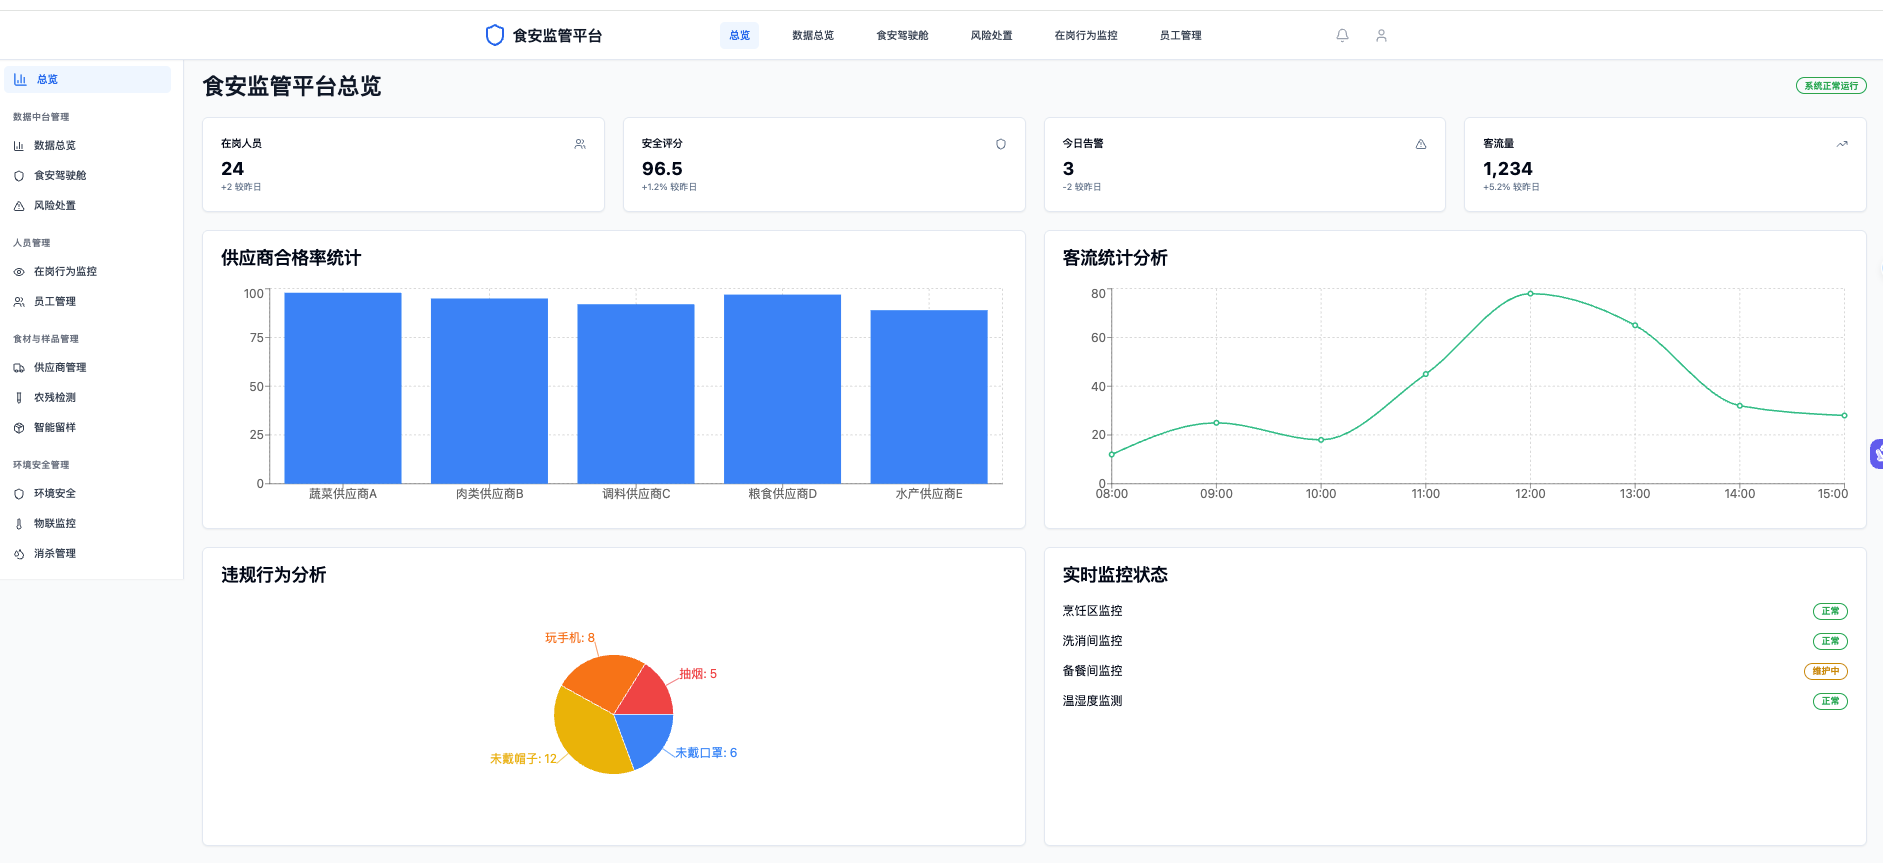 食安监管平台
总览
数据总览
食安驾驶舱
风险处置
在岗行为监控
员工管理
总览
数据中台管理
数据总览
食安驾驶舱
风险处置
人员管理
在岗行为监控
员工管理
食材与样品管理
供应商管理
农残检测
智能留样
环境安全管理
环境安全
物联监控
消杀管理
食安监管平台总览
系统正常运行
在岗人员
24
+2 较昨日
安全评分
96.5
+1.2% 较昨日
今日告警
3
-2 较昨日
客流量
1,234
+5.2% 较昨日
供应商合格率统计
100
75
50
25
0
蔬菜供应商A
肉类供应商B
调料供应商C
粮食供应商D
水产供应商E
客流统计分析
80
60
40
20
0
08:00
09:00
10:00
11:00
12:00
13:00
14:00
15:00
违规行为分析
玩手机: 8
抽烟: 5
未戴帽子: 12
未戴口罩: 6
实时监控状态
烹饪区监控 正常
洗消间监控 正常
备餐间监控 维护中
温湿度监测 正常